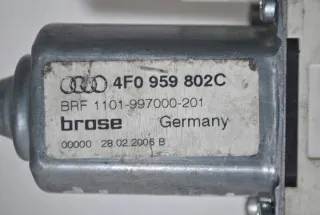 4F0 959 802C
BRF 1101-997000-201
brose Germany
00000 28.02.2006 B